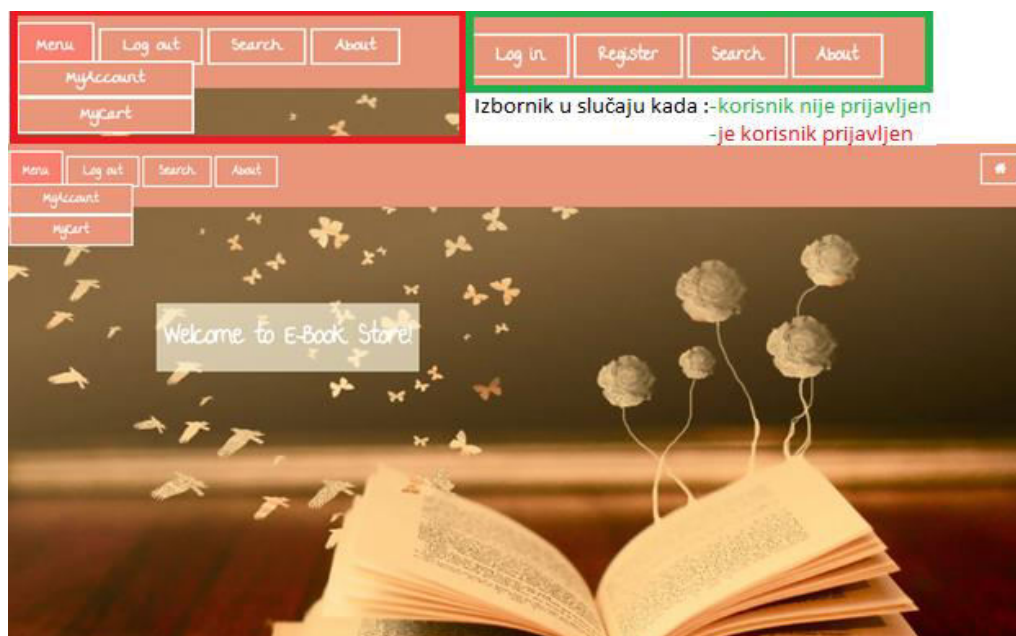 Menu Log out Search About
MyAccount
MyCart
Log in Register Search About
Izbornik u slučaju kada :-korisnik nije prijavljen
-je korisnik prijavljen
Menu Log out Search About
MyAccount
MyCart
Welcome to E-Book Store!